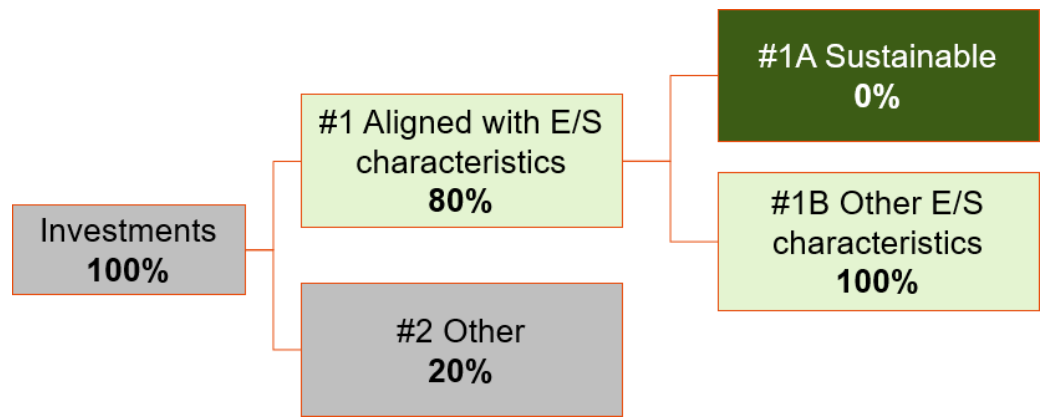 Investments
100%
#1 Aligned with E/S
characteristics
80%
#2 Other
20%
#1A Sustainable
0%
#1B Other E/S
characteristics
100%